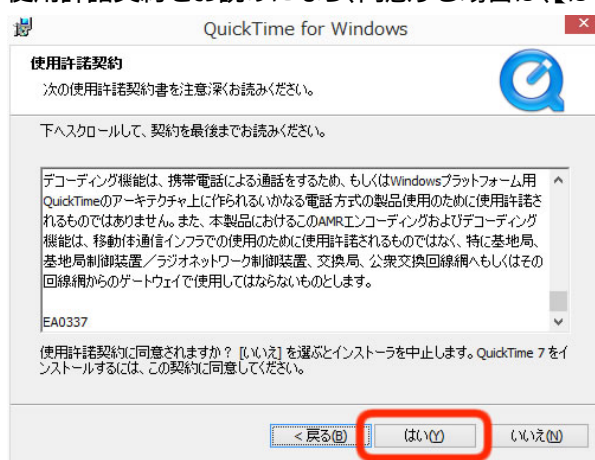 QuickTime for Windows
使用許諾契約
次の使用許諾契約書を注意深くお読みください。
下へスクロールして、契約を最後までお読みください。
デコーディング機能は、携帯電話による通話をするため、もしくはWindowsプラットフォーム用
QuickTimeのアーキテクチャ上に作られるいかなる電話方式の製品使用のために使用許諾さ
れるものではありません。また、本製品におけるこのAMRエンコーディングおよびデコーディング
機能は、移動体通信インフラでの使用のために使用許諾されるものではなく、特に基地局、
基地局制御装置／ラジオネットワーク制御装置、交換局、公衆交換回線網へもしくはその
回線網からのゲートウェイで使用してはならないものとします。
EA0337
使用許諾契約に同意されますか？ [いいえ] を選ぶとインストーラを中止します。QuickTime 7 をイ
ンストールするには、この契約に同意してください。
< 戻る(B)
はい(Y)
いいえ(N)